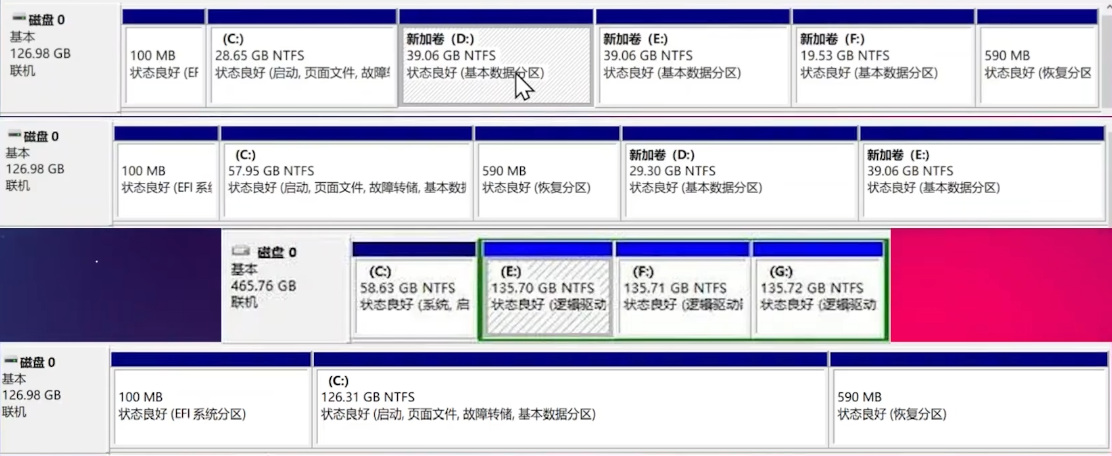 磁盘 0
基本
126.98 GB
联机
100 MB
状态良好 (EF
(C:)
28.65 GB NTFS
状态良好 (启动, 页面文件, 故障
新加卷 (D:)
39.06 GB NTFS
状态良好 (基本数据分区)
新加卷 (E:)
39.06 GB NTFS
状态良好 (基本数据分区)
新加卷 (F:)
19.53 GB NTFS
状态良好 (基本数据分区)
590 MB
状态良好 (恢复分区
磁盘 0
基本
126.98 GB
联机
100 MB
状态良好 (EFI 系统
(C:)
57.95 GB NTFS
状态良好 (启动, 页面文件, 故障转储, 基本数据
590 MB
状态良好 (恢复分区)
新加卷 (D:)
29.30 GB NTFS
状态良好 (基本数据分区)
新加卷 (E:)
39.06 GB NTFS
状态良好 (基本数据分区)
磁盘 0
基本
465.76 GB
联机
(C:)
58.63 GB NTFS
状态良好 (系统, 启
(E:)
135.70 GB NTFS
状态良好 (逻辑驱动
(F:)
135.71 GB NTFS
状态良好 (逻辑驱动
(G:)
135.72 GB NTFS
状态良好 (逻辑驱动
磁盘 0
基本
126.98 GB
联机
100 MB
状态良好 (EFI 系统分区)
(C:)
126.31 GB NTFS
状态良好 (启动, 页面文件, 故障转储, 基本数据分区)
590 MB
状态良好 (恢复分区)